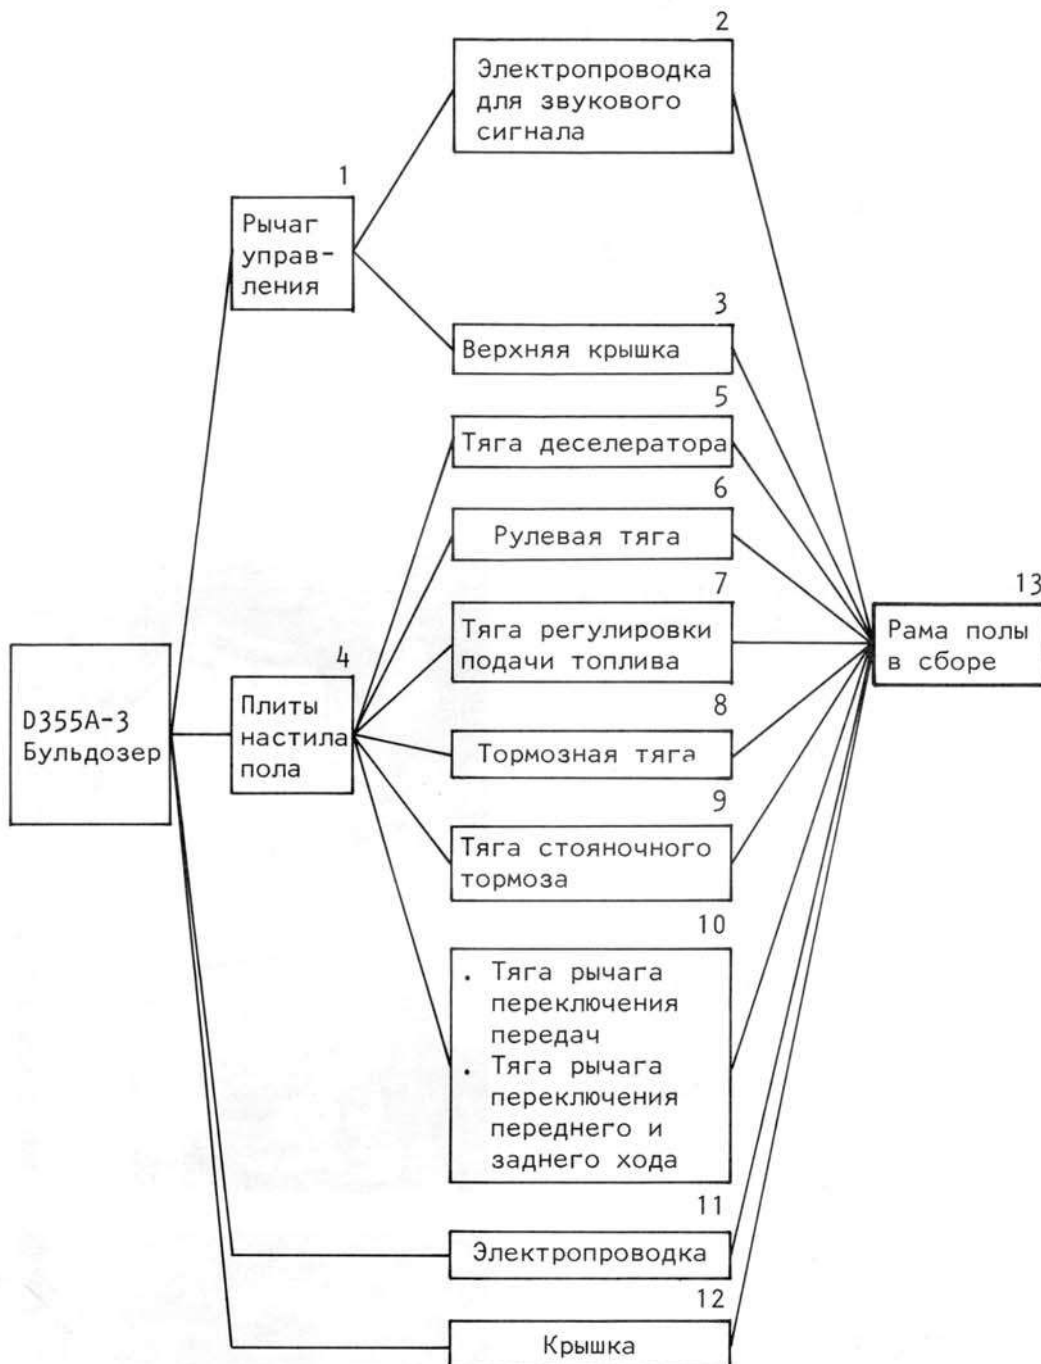 2
Электропроводка
для звукового
сигнала
1
Рычаг
управ-
ления
3
Верхняя крышка
5
Тяга деселератора
6
Рулевая тяга
7
Тяга регулировки
подачи топлива
13
Рама полы
в сборе
4
Плиты
настила
пола
D355A-3
Бульдозер
8
Тормозная тяга
9
Тяга стояночного
тормоза
10
. Тяга рычага
переключения
передач
. Тяга рычага
переключения
переднего и
заднего хода
11
Электропроводка
12
Крышка